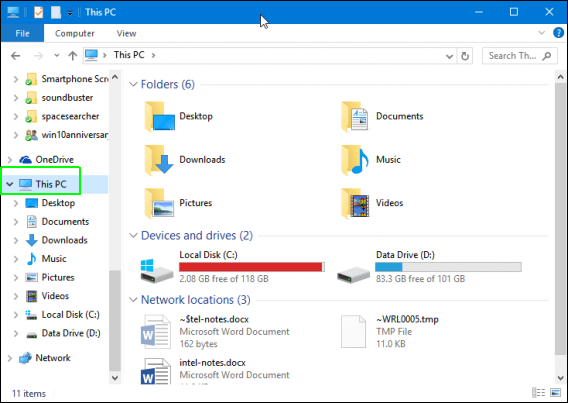 This PC
File
Computer
View
This PC
Search Th...
Smartphone Scre
soundbuster
spacesearcher
win10anniversary
OneDrive
This PC
Desktop
Documents
Downloads
Music
Pictures
Videos
Local Disk (C:)
Data Drive (D:)
Network
Folders (6)
Desktop
Documents
Downloads
Music
Pictures
Videos
Devices and drives (2)
Local Disk (C:)
2.08 GB free of 118 GB
Data Drive (D:)
83.3 GB free of 101 GB
Network locations (3)
~$tel-notes.docx
Microsoft Word Document
162 bytes
~WRL0005.tmp
TMP File
11.0 KB
intel-notes.docx
Microsoft Word Document
11 items